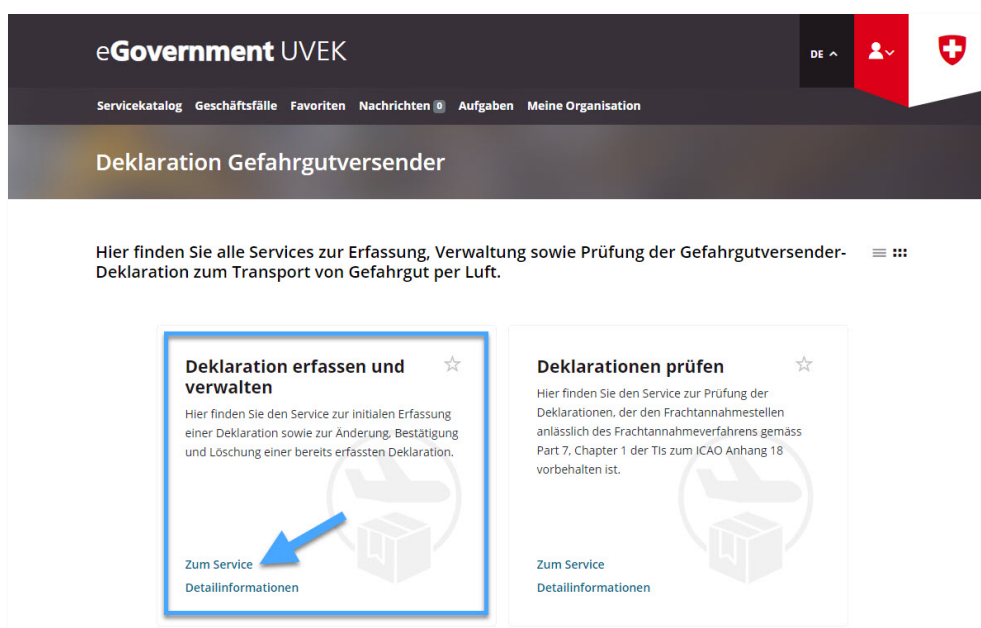 eGovernment UVEK
DE
Servicekatalog Geschäftsfälle Favoriten Nachrichten 0 Aufgaben Meine Organisation
Deklaration Gefahrgutversender
Hier finden Sie alle Services zur Erfassung, Verwaltung sowie Prüfung der Gefahrgutversender-
Deklaration zum Transport von Gefahrgut per Luft.
Deklaration erfassen und
verwalten
Hier finden Sie den Service zur initialen Erfassung
einer Deklaration sowie zur Änderung, Bestätigung
und Löschung einer bereits erfassten Deklaration.
Zum Service
Detailinformationen
Deklarationen prüfen
Hier finden Sie den Service zur Prüfung der
Deklarationen, der den Frachtannahmestellen
anlässlich des Frachtannahmeverfahrens gemäss
Part 7, Chapter 1 der TIs zum ICAO Anhang 18
vorbehalten ist.
Zum Service
Detailinformationen